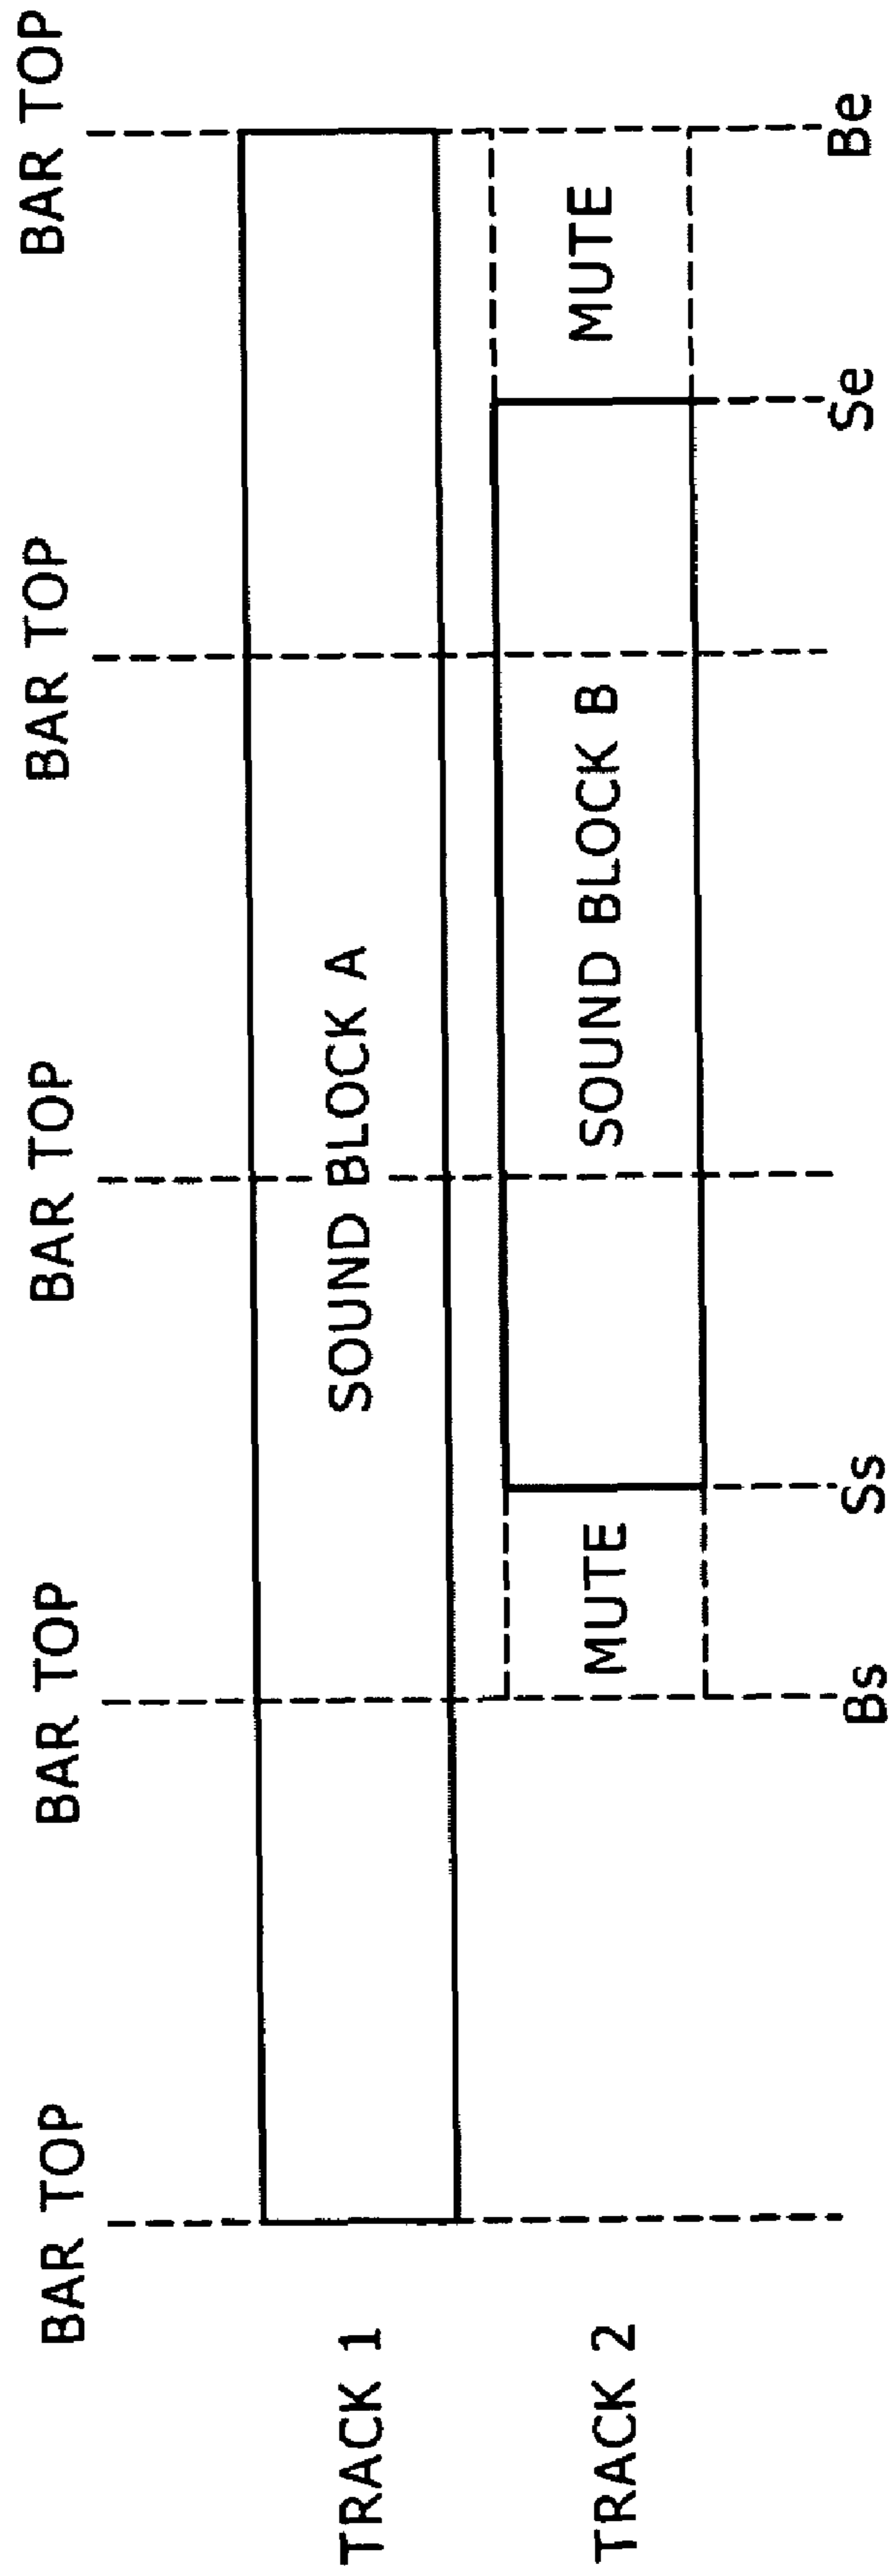 BAR TOP BAR TOP BAR TOP BAR TOP BAR TOP
TRACK 1 SOUND BLOCK A
TRACK 2 MUTE SOUND BLOCK B MUTE
Bs Ss Se Be